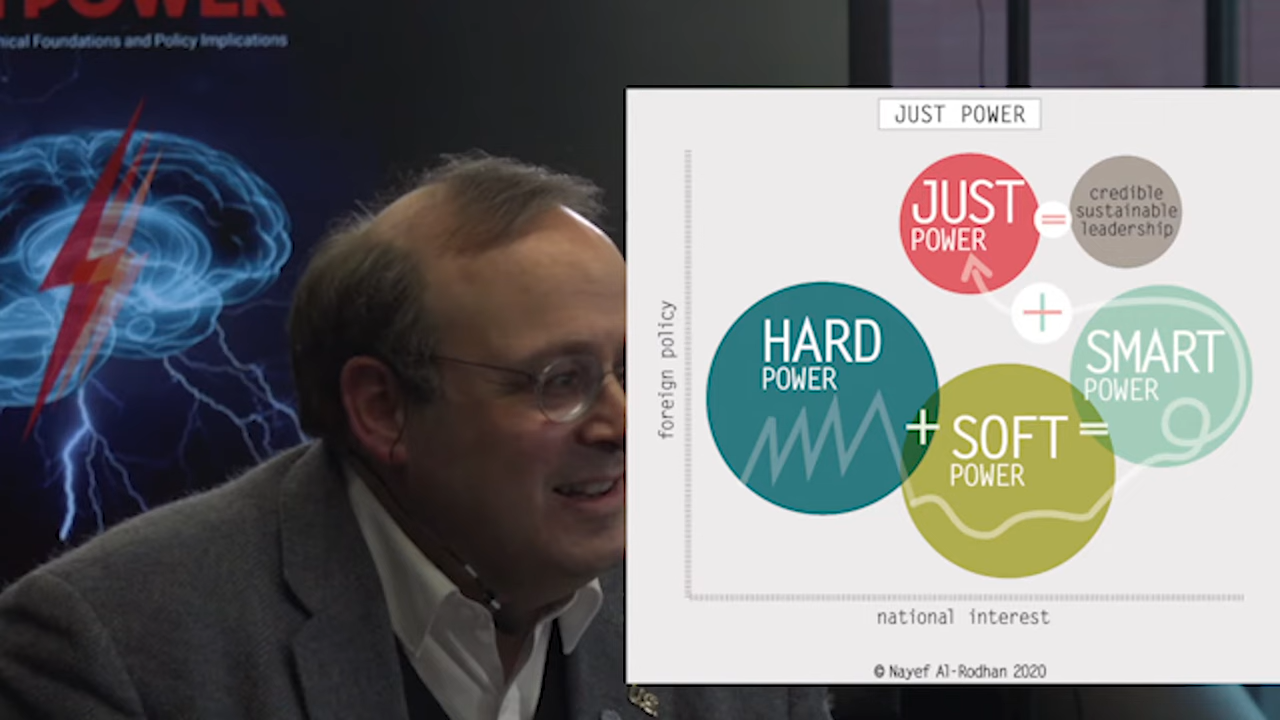 POWER
ical Foundations and Policy Implications
JUST POWER
JUST
POWER
=
credible
sustainable
leadership
+
HARD
POWER
SMART
POWER
+
SOFT
POWER
=
foreign policy
national interest
© Nayef Al-Rodhan 2020
US